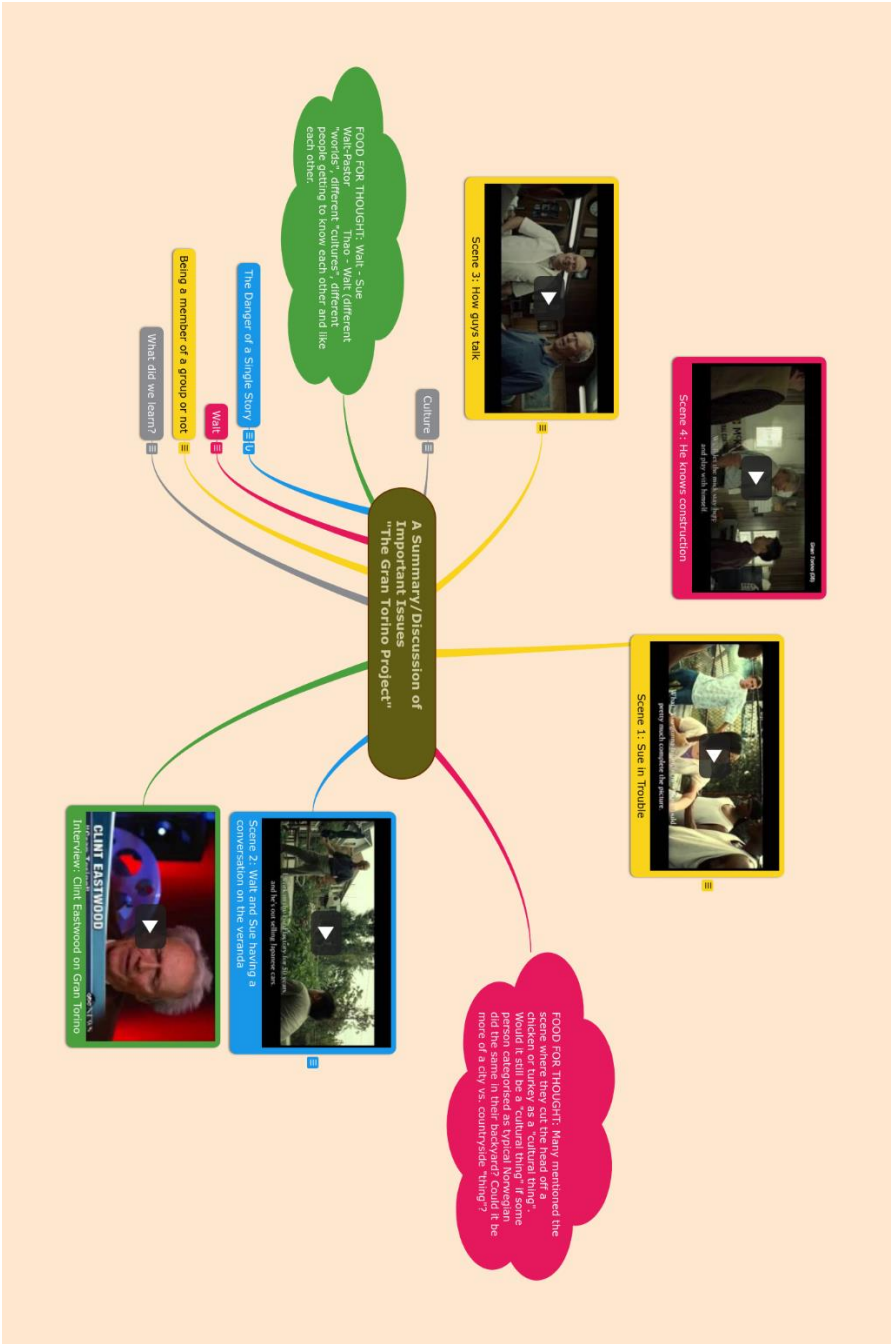 and play with himself.
Scene 4: He knows construction
pretty much complete the picture.
Scene 1: Sue in Trouble
Scene 3: How guys talk
FOOD FOR THOUGHT: Many mentioned the
scene where they cut the head off a
chicken or turkey as a "cultural thing".
Would it still be a "cultural thing" if some
person categorised as typical Norwegian
did the same in their backyard? Could it be
more of a city vs. countryside "thing"?
Culture
A Summary/Discussion of
Important Issues
"The Gran Torino Project"
FOOD FOR THOUGHT: Walt - Sue
Walt-Pastor Thao - Walt (different
"worlds", different "cultures", different
people getting to know each other and like
each other.
for 50 years,
and he's out selling Japanese cars.
Scene 2: Walt and Sue having a
conversation on the veranda
The Danger of a Single Story
Walt
Being a member of a group or not
What did we learn?
CLINT EASTWOOD
Interview: Clint Eastwood on Gran Torino